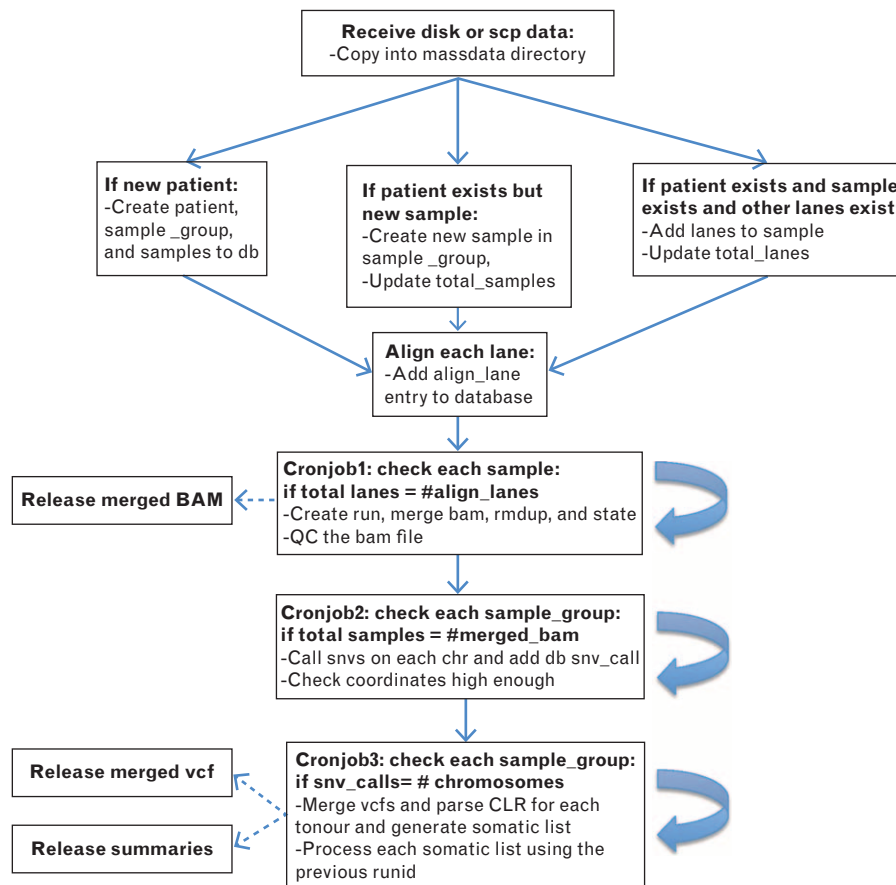 Receive disk or scp data:
-Copy into massdata directory
If new patient:
-Create patient,
sample _group,
and samples to db
If patient exists but
new sample:
-Create new sample in
sample _group,
-Update total_samples
If patient exists and sample
exists and other lanes exist
-Add lanes to sample
-Update total_lanes
Align each lane:
-Add align_lane
entry to database
Cronjob1: check each sample:
if total lanes = #align_lanes
-Create run, merge bam, rmdup, and state
-QC the bam file
Release merged BAM
Cronjob2: check each sample_group:
if total samples = #merged_bam
-Call snvs on each chr and add db snv_call
-Check coordinates high enough
Cronjob3: check each sample_group:
if snv_calls= # chromosomes
-Merge vcfs and parse CLR for each
tonour and generate somatic list
-Process each somatic list using the
previous runid
Release merged vcf
Release summaries